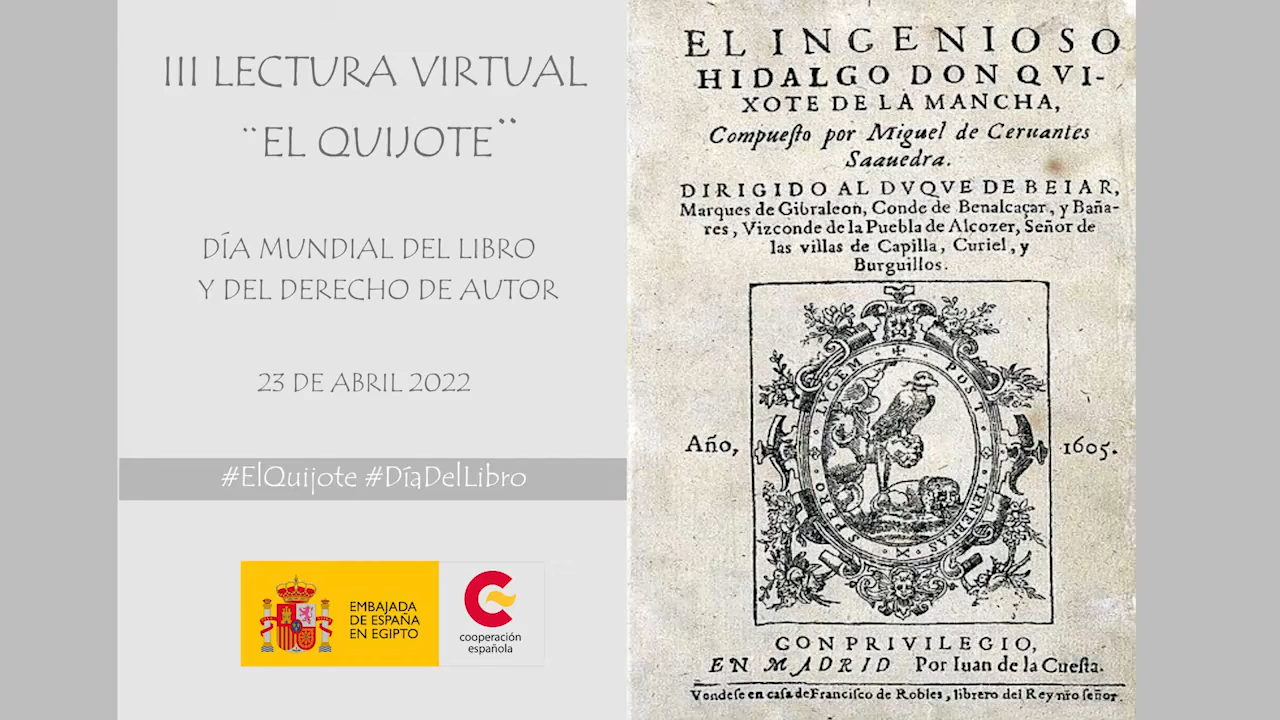 III LECTURA VIRTUAL
¨EL QUIJOTE¨
DÍA MUNDIAL DEL LIBRO
Y DEL DERECHO DE AUTOR
23 DE ABRIL 2022
#ElQuijote #DíaDelLibro
EMBAJADA
DE ESPAÑA
EN EGIPTO
cooperación
española
EL INGENIOSO
HIDALGO DON QVI-
XOTE DE LA MANCHA,
Compuesto por Miguel de Ceruantes
Saauedra.
DIRIGIDO AL DVQVE DE BEIAR,
Marques de Gibraleon, Conde de Benalcaçar, y Baña-
res, Vizconde de la Puebla de Alcozer, Señor de
las villas de Capilla, Curiel, y
Burguillos.
SPERO LVCEM POST TENEBRAS
Año, 1605.
CON PRIVILEGIO,
EN MADRID Por Iuan de la Cuesta.
Vondese en casa de Francisco de Robles, librero del Rey nro señor.